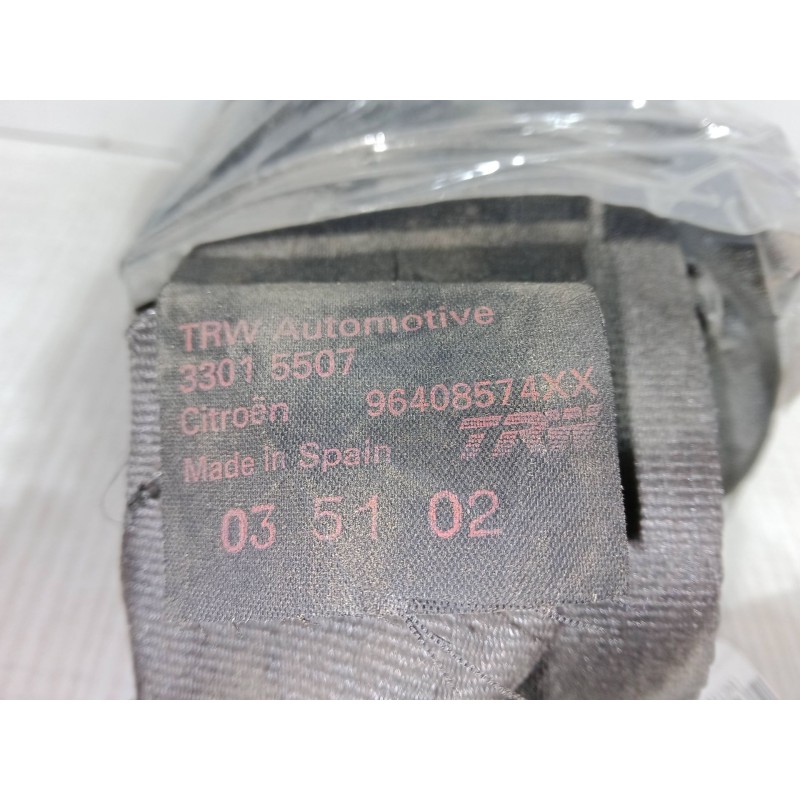 TRW Automotive
3301 5507
Citroën 96408574XX
Made in Spain TRW
03 51 02